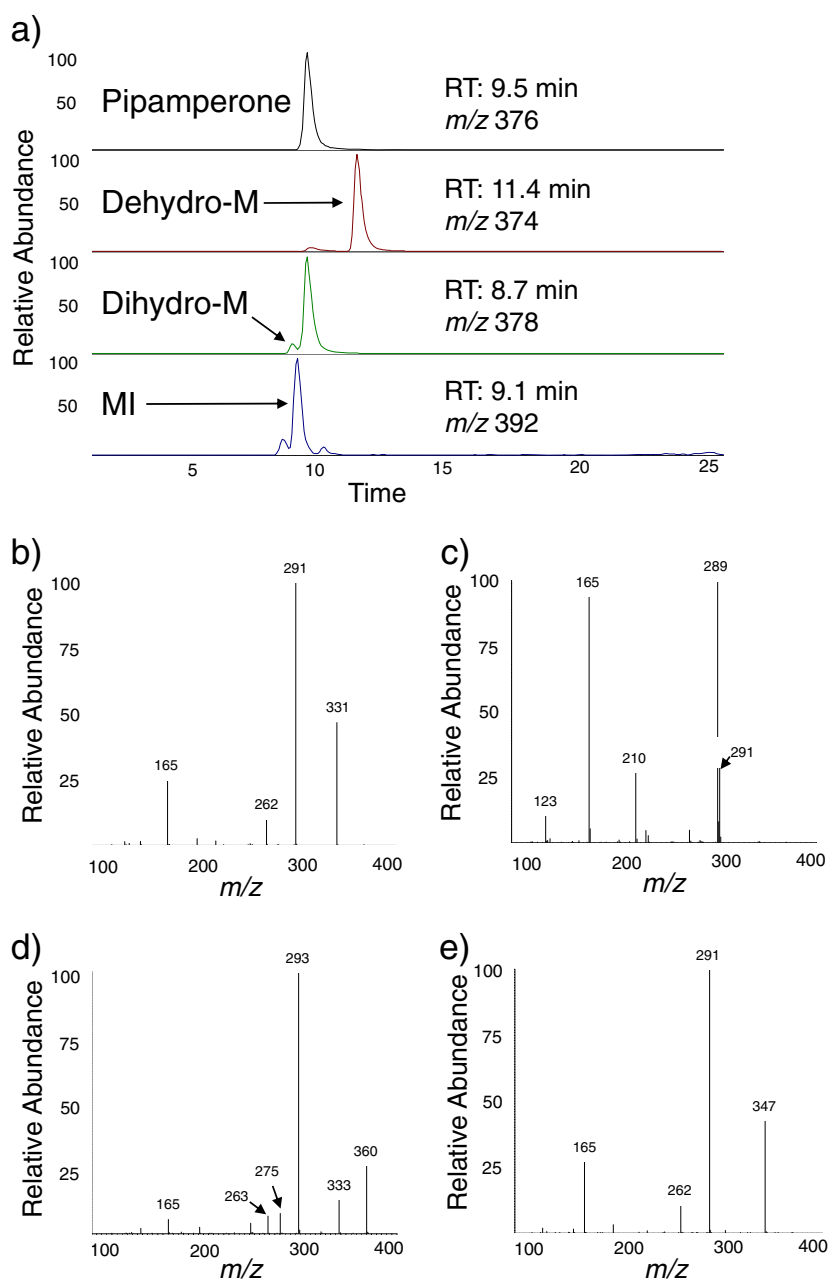 a)
100
50
Pipamperone
RT: 9.5 min
m/z 376
100
50
Dehydro-M
RT: 11.4 min
m/z 374
100
50
Dihydro-M
RT: 8.7 min
m/z 378
100
50
MI
RT: 9.1 min
m/z 392
Relative Abundance
5 10 15 20 25
Time
b)
Relative Abundance
100
75
50
25
165
262
291
331
100 200 300 400
m/z
c)
Relative Abundance
100
75
50
25
123
165
210
289
291
100 200 300 400
m/z
d)
Relative Abundance
100
75
50
25
165
263
275
293
333
360
100 200 300 400
m/z
e)
Relative Abundance
100
75
50
25
165
262
291
347
100 200 300 400
m/z